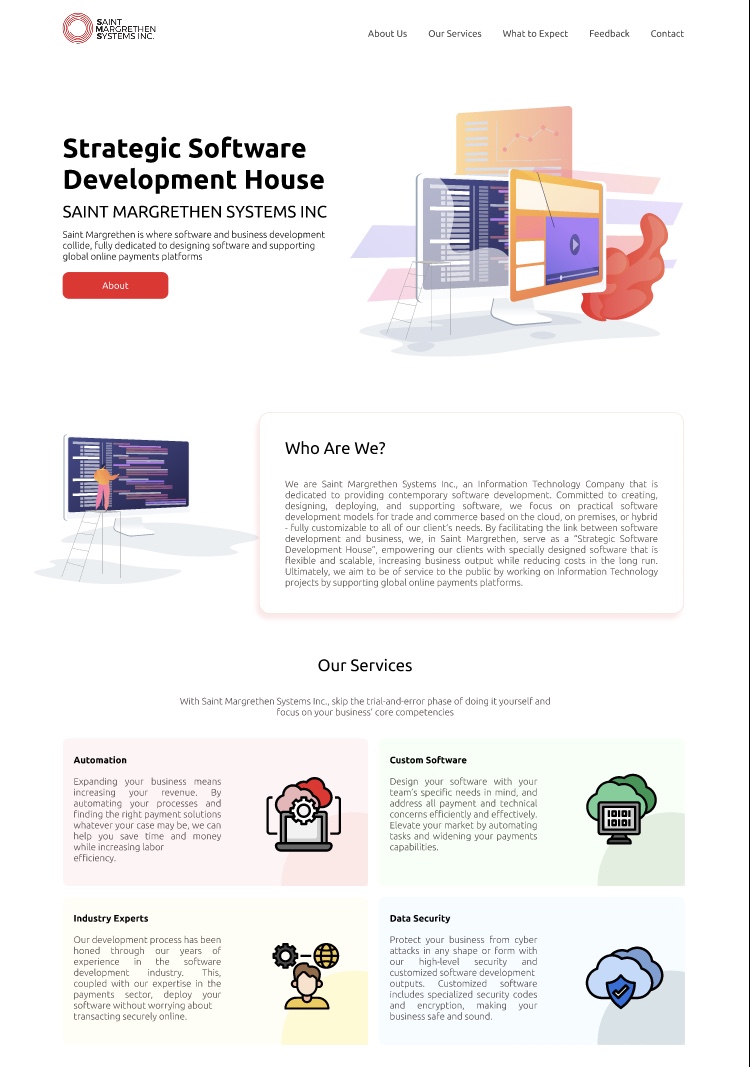 SAINT
MARGRETHEN
SYSTEMS INC.
About Us
Our Services
What to Expect
Feedback
Contact
Strategic Software
Development House
SAINT MARGRETHEN SYSTEMS INC
Saint Margrethen is where software and business development
collide, fully dedicated to designing software and supporting
global online payments platforms
About
Who Are We?
We are Saint Margrethen Systems Inc., an Information Technology Company that is
dedicated to providing contemporary software development. Committed to creating,
designing, deploying, and supporting software, we focus on practical software
development models for trade and commerce based on the cloud, on premises, or hybrid
- fully customizable to all of our client's needs. By facilitating the link between software
development and business, we, in Saint Margrethen, serve as a "Strategic Software
Development House", empowering our clients with specially designed software that is
flexible and scalable, increasing business output while reducing costs in the long run.
Ultimately, we aim to be of service to the public by working on Information Technology
projects by supporting global online payments platforms.
Our Services
With Saint Margrethen Systems Inc., skip the trial-and-error phase of doing it yourself and
focus on your business' core competencies
Automation
Expanding your business means
increasing your revenue. By
automating your processes and
finding the right payment solutions
whatever your case may be, we can
help you save time and money
while increasing labor
efficiency.
Custom Software
Design your software with your
team's specific needs in mind, and
address all payment and technical
concerns efficiently and effectively.
Elevate your market by automating
tasks and widening your payments
capabilities.
Industry Experts
Our development process has been
honed through our years of
experience in the software
development industry. This,
coupled with our expertise in the
payments sector, deploy your
software without worrying about
transacting securely online.
Data Security
Protect your business from cyber
attacks in any shape or form with
our high-level security and
customized software development
outputs. Customized software
includes specialized security codes
and encryption, making your
business safe and sound.